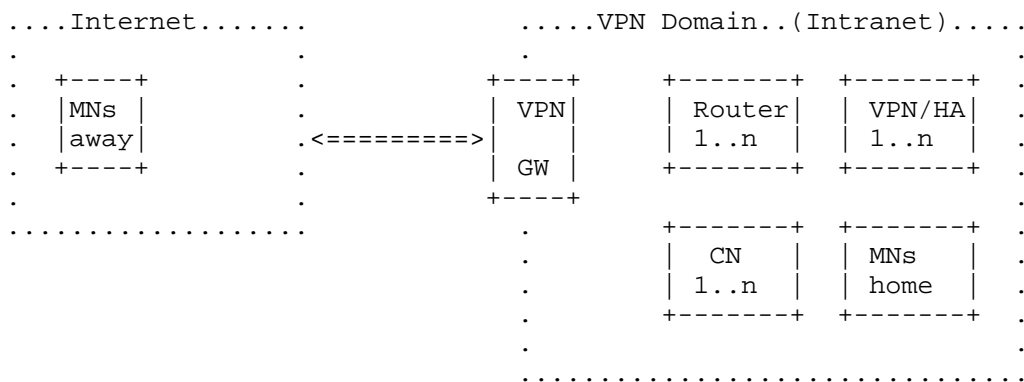 ....Internet.......             .....VPN Domain..(Intranet).....
.                 .             .                              .
.  +----+         .           +----+     +-------+  +-------+  .
.  |MNs |         .           | VPN|     | Router|  | VPN/HA|  .
.  |away|         .<=========>|    |     | 1..n  |  | 1..n  |  .
.  +----+         .           | GW |     +-------+  +-------+  .
.                 .           +----+                           .
...................             .        +-------+  +-------+  .
                                .        |  CN   |  | MNs   |  .
                                .        | 1..n  |  | home  |  .
                                .        +-------+  +-------+  .
                                .                              .
                                ................................